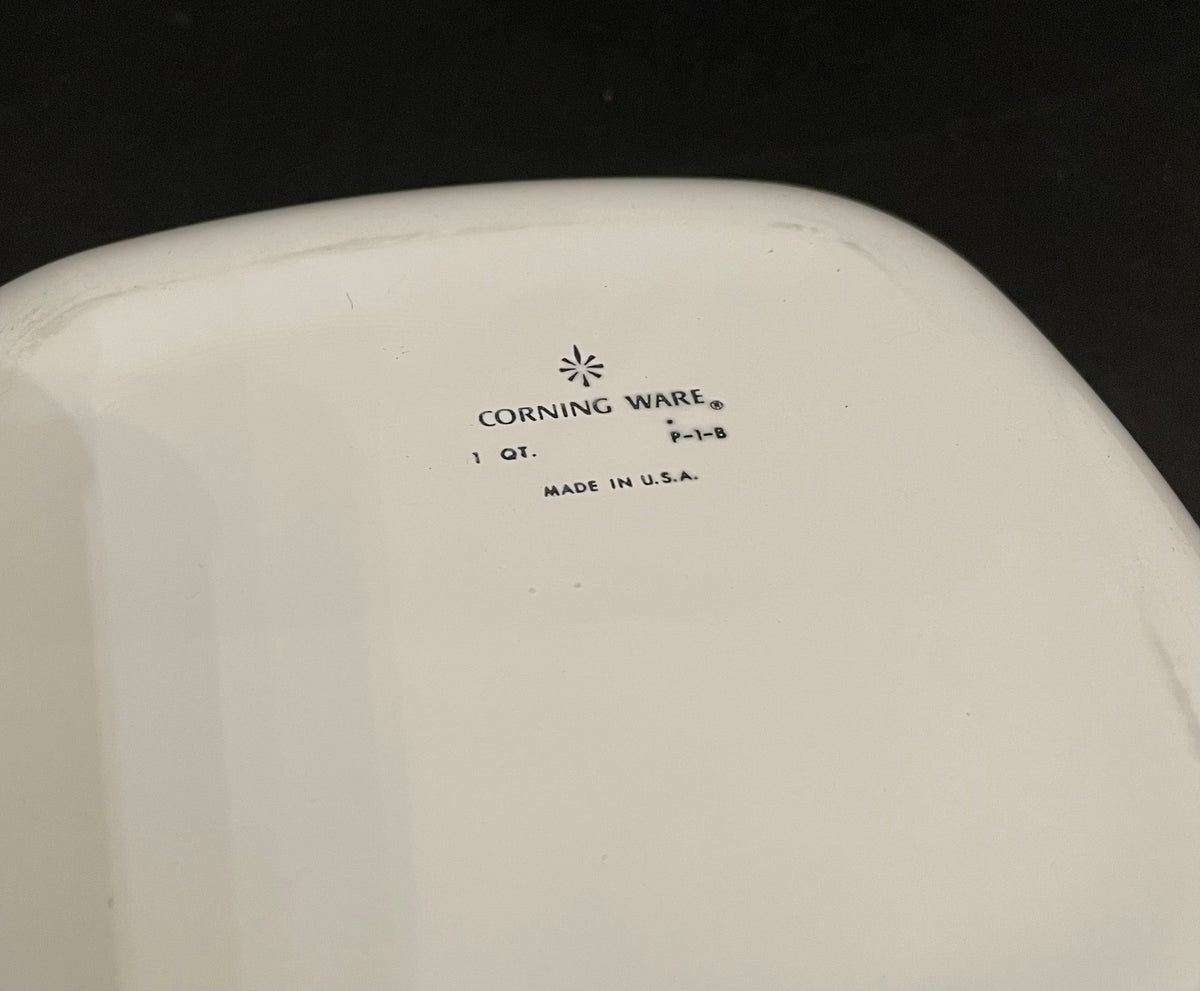 CORNING WARE®
1 QT. P-1-B
MADE IN U.S.A.